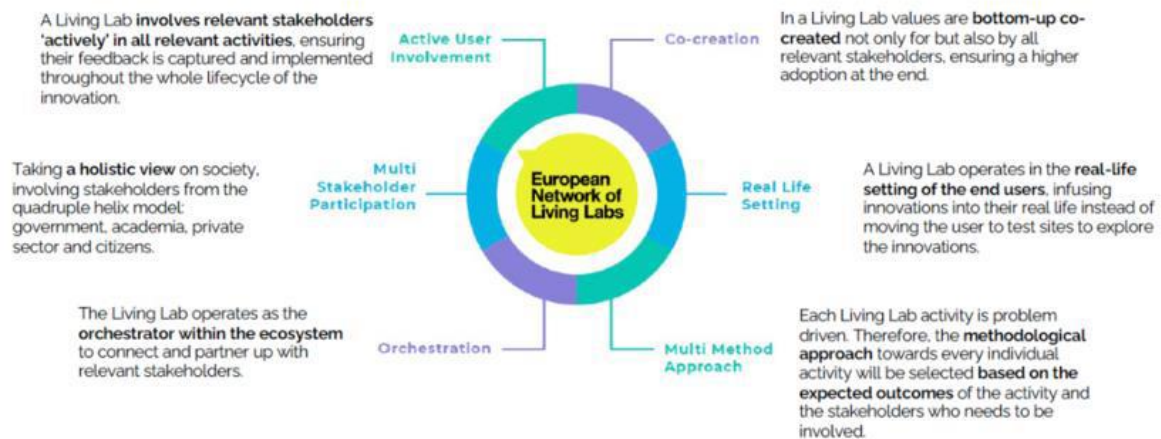 A Living Lab involves relevant stakeholders
'actively' in all relevant activities, ensuring
their feedback is captured and implemented
throughout the whole lifecycle of the
innovation.
Active User
Involvement
Co-creation
In a Living Lab values are bottom-up co-
created not only for but also by all
relevant stakeholders, ensuring a higher
adoption at the end.
Taking a holistic view on society,
involving stakeholders from the
quadruple helix model:
government, academia, private
sector and citizens.
Multi
Stakeholder
Participation
European
Network of
Living Labs
Real Life
Setting
A Living Lab operates in the real-life
setting of the end users, infusing
innovations into their real life instead of
moving the user to test sites to explore
the innovations.
The Living Lab operates as the
orchestrator within the ecosystem
to connect and partner up with
relevant stakeholders.
Orchestration
Multi Method
Approach
Each Living Lab activity is problem
driven. Therefore, the methodological
approach towards every individual
activity will be selected based on the
expected outcomes of the activity and
the stakeholders who needs to be
involved.